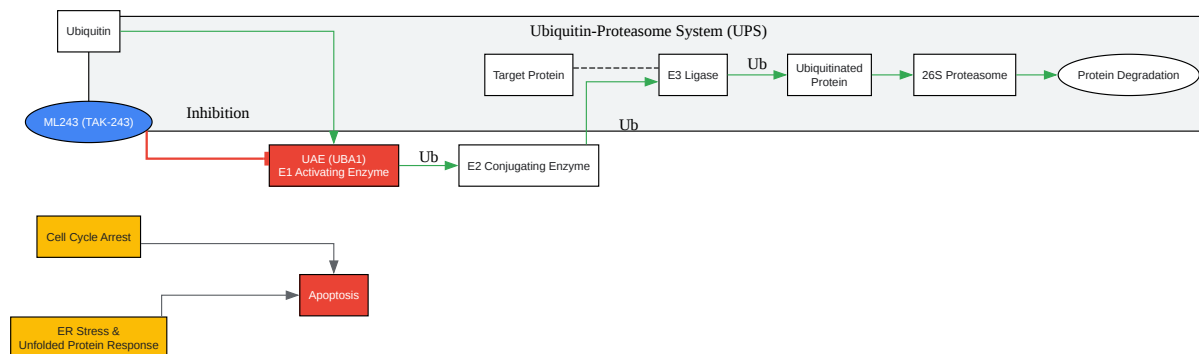 Ubiquitin
Ubiquitin-Proteasome System (UPS)
Target Protein
E3 Ligase
Ub
Ubiquitinated
Protein
26S Proteasome
Protein Degradation
ML243 (TAK-243)
Inhibition
Ub
UAE (UBA1)
E1 Activating Enzyme
Ub
E2 Conjugating Enzyme
Cell Cycle Arrest
Apoptosis
ER Stress &
Unfolded Protein Response